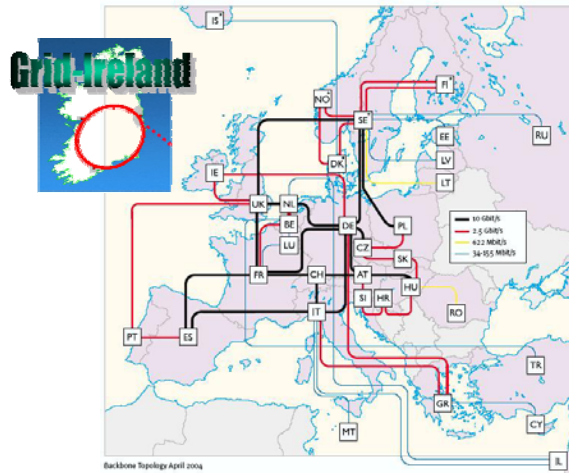 Grid-Ireland
IS*
NO*
SE*
FI*
RU
EE
LV
LT
DK*
IE
UK
NL
BE
LU
DE
PL
CZ
SK
FR
CH
AT
HU
SI
HR
RO
IT
PT
ES
TR
GR
MT
CY
IL
10 Gbit/s
2.5 Gbit/s
622 Mbit/s
34-155 Mbit/s
Backbone Topology April 2004